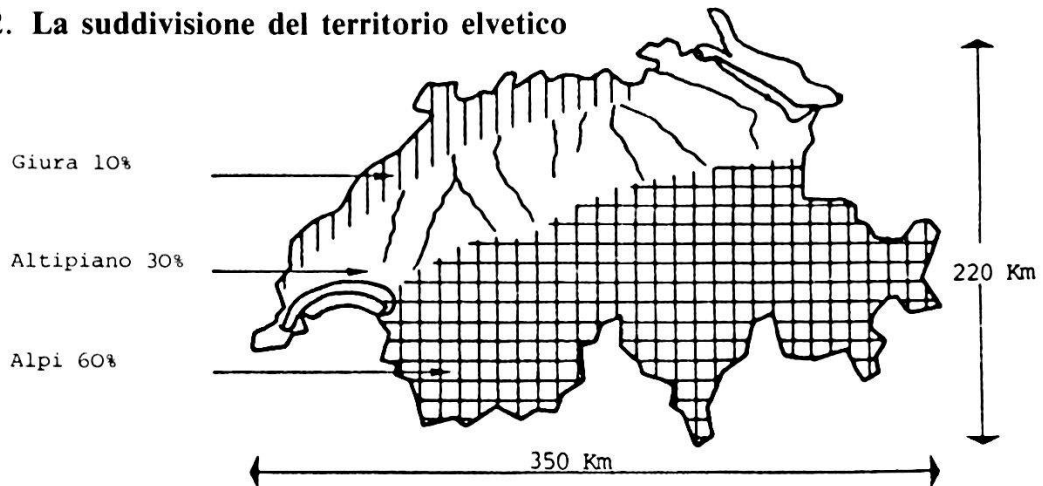 2. La suddivisione del territorio elvetico
Giura 10%
Altipiano 30%
220 Km
Alpi 60%
350 Km